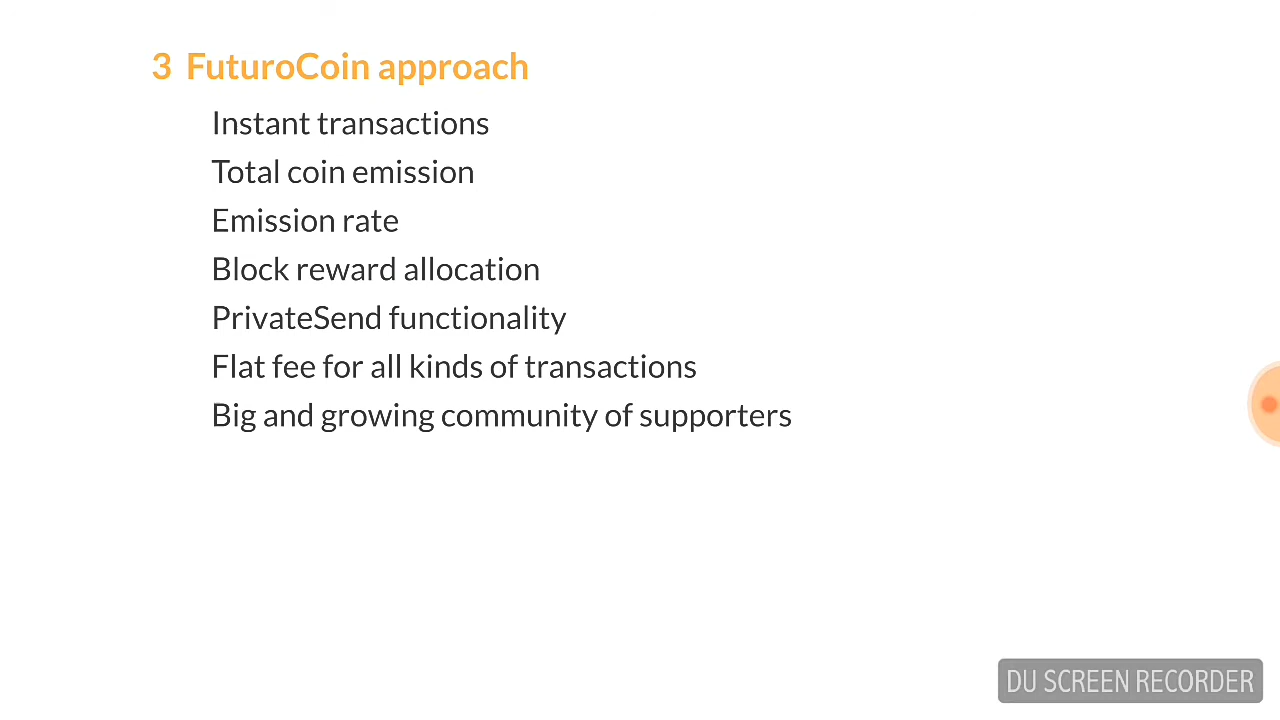 3 FuturoCoin approach
Instant transactions
Total coin emission
Emission rate
Block reward allocation
PrivateSend functionality
Flat fee for all kinds of transactions
Big and growing community of supporters
DU SCREEN RECORDER